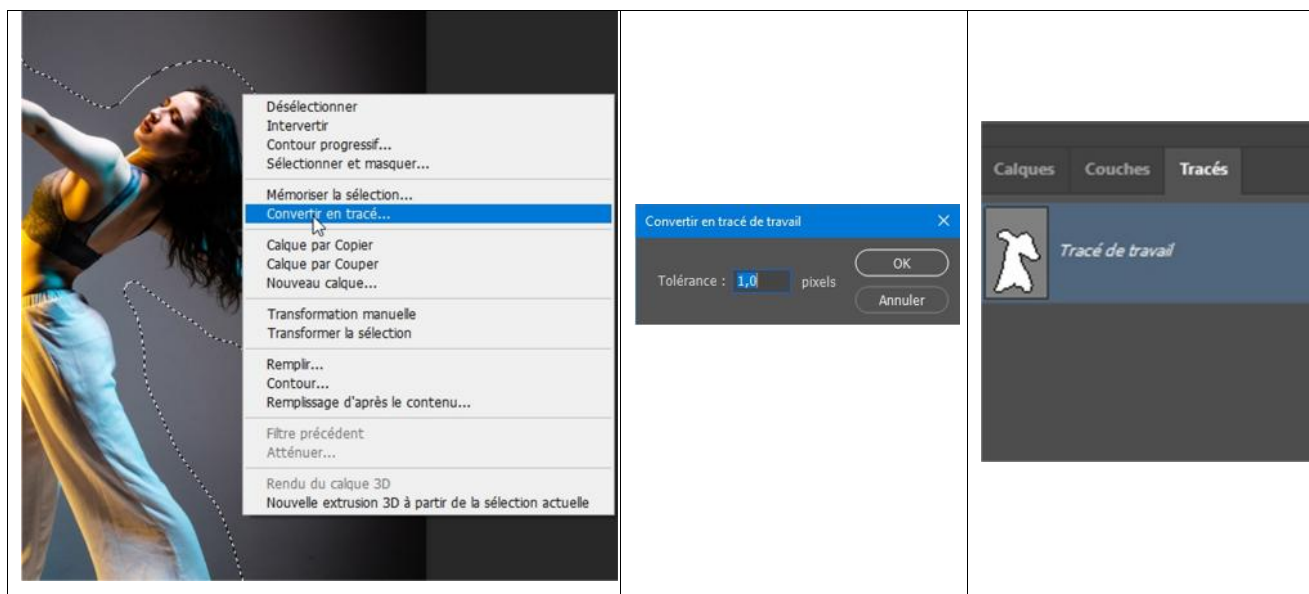 Désélectionner
Intervertir
Contour progressif...
Sélectionner et masquer...
Mémoriser la sélection...
Convertir en tracé...
Calque par Copier
Calque par Couper
Nouveau calque...
Transformation manuelle
Transformer la sélection
Remplir...
Contour...
Remplissage d'après le contenu...
Filtre précédent
Atténuer...
Rendu du calque 3D
Nouvelle extrusion 3D à partir de la sélection actuelle
Convertir en tracé de travail
Tolérance : 1,0 pixels
OK
Annuler
Calques Couches Tracés
Tracé de travail